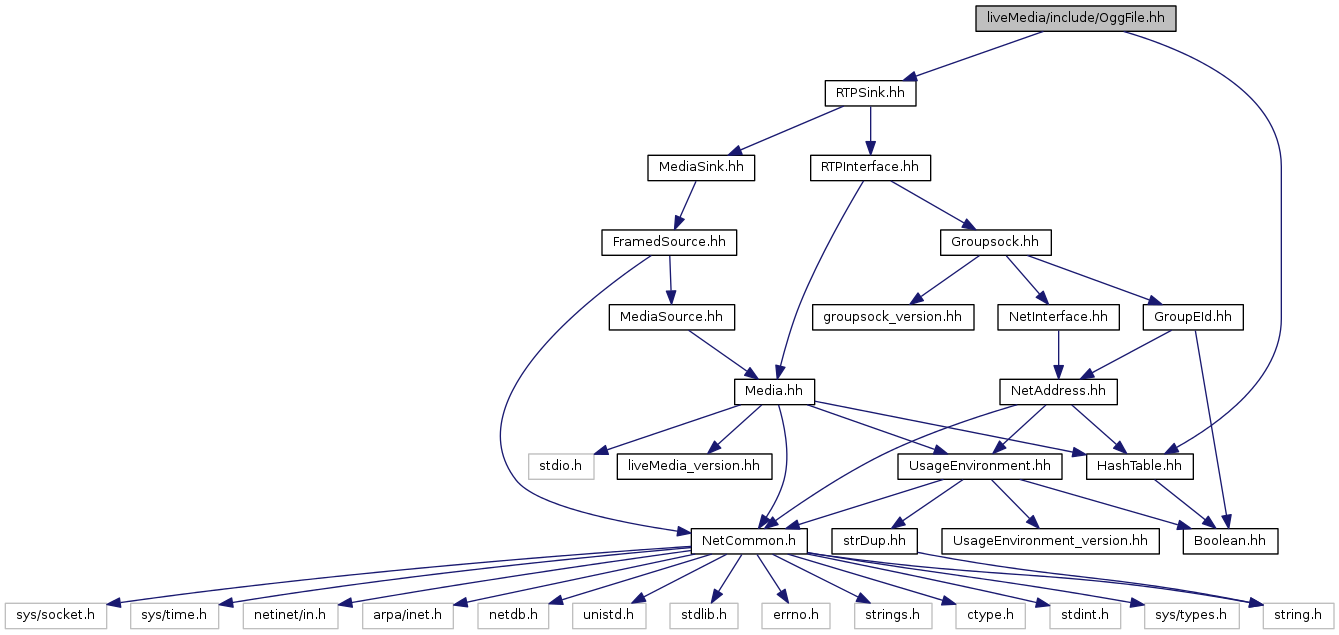 liveMedia/include/OggFile.hh
RTPSink.hh
MediaSink.hh
RTPInterface.hh
FramedSource.hh
Groupsock.hh
MediaSource.hh
groupsock_version.hh
NetInterface.hh
GroupEId.hh
Media.hh
NetAddress.hh
stdio.h
liveMedia_version.hh
UsageEnvironment.hh
HashTable.hh
NetCommon.h
strDup.hh
UsageEnvironment_version.hh
Boolean.hh
sys/socket.h
sys/time.h
netinet/in.h
arpa/inet.h
netdb.h
unistd.h
stdlib.h
errno.h
strings.h
ctype.h
stdint.h
sys/types.h
string.h